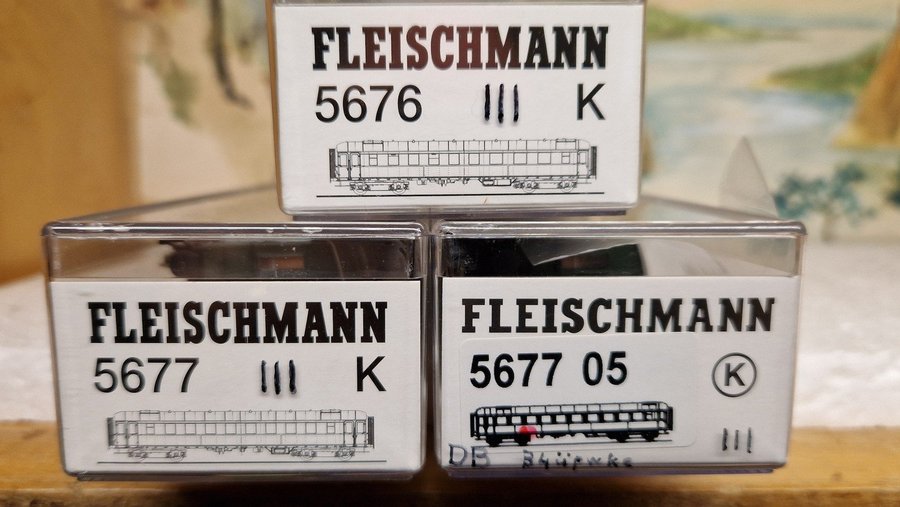 FLEISCHMANN
5676 III K
FLEISCHMANN
5677 III K
FLEISCHMANN
5677 05 K
III
DB